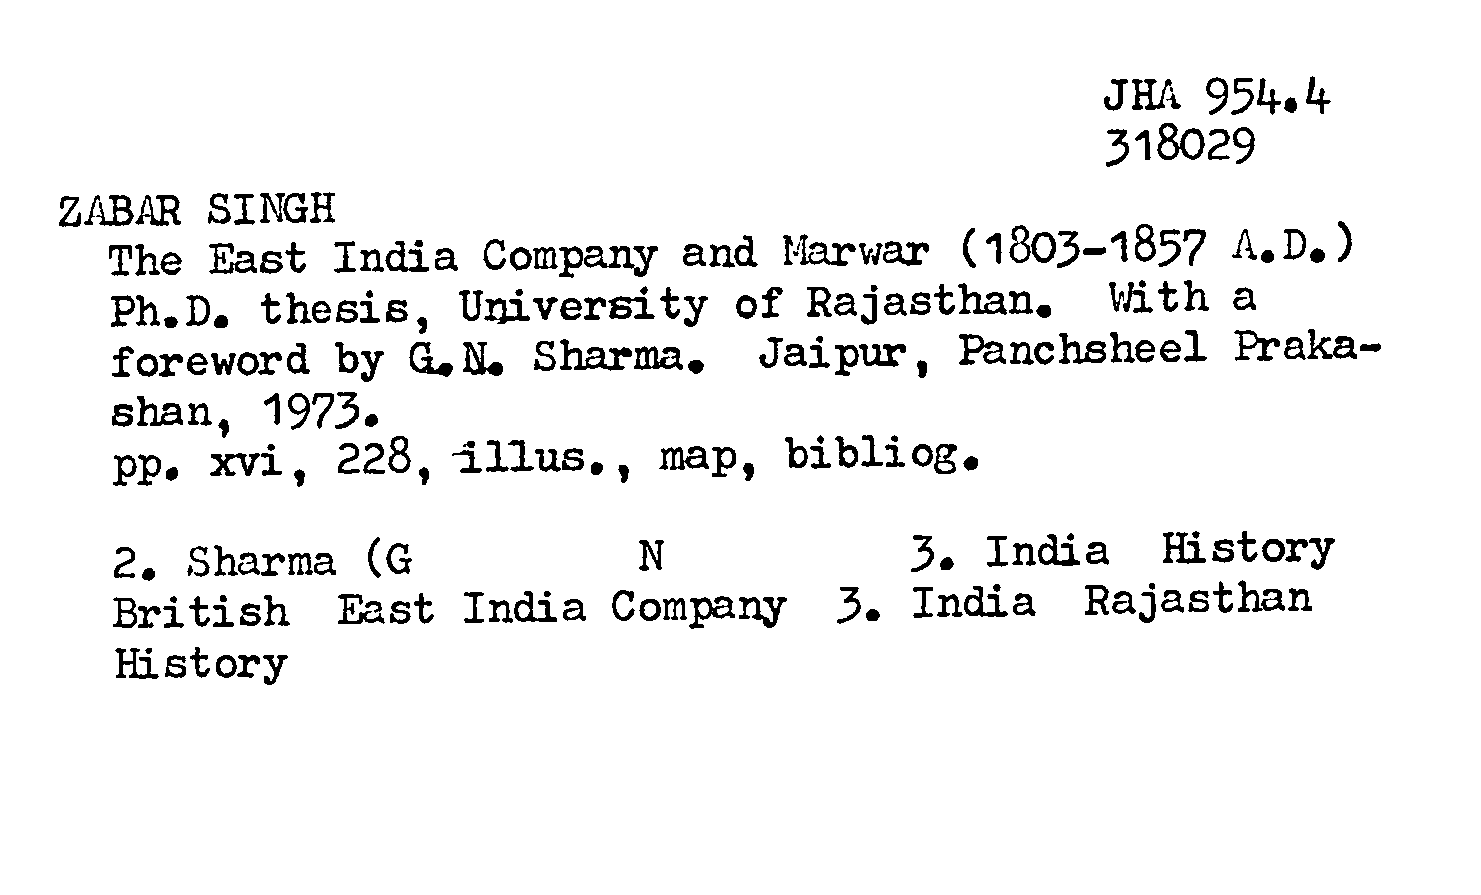 JHA 954.4
318029
ZABAR SINGH
The East India Company and Marwar (1803-1857 A.D.)
Ph.D. thesis, University of Rajasthan. With a
foreword by G.N. Sharma. Jaipur, Panchsheel Praka-
shan, 1973.
pp. xvi, 228, illus., map, bibliog.
2. Sharma (G N 3. India History
British East India Company 3. India Rajasthan
History